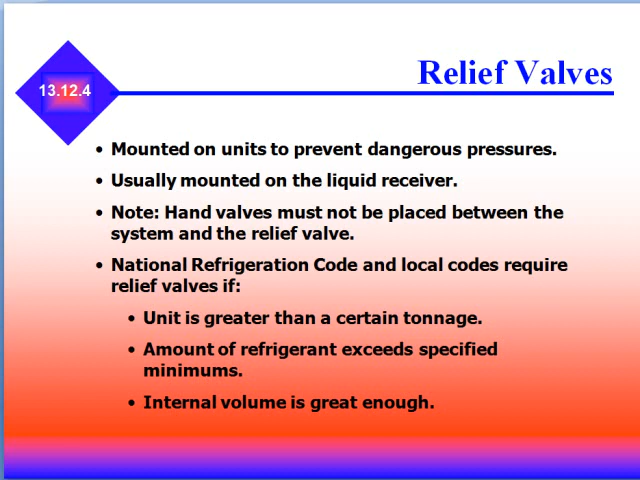 Relief Valves
13.12.4
• Mounted on units to prevent dangerous pressures.
• Usually mounted on the liquid receiver.
• Note: Hand valves must not be placed between the
system and the relief valve.
• National Refrigeration Code and local codes require
relief valves if:
• Unit is greater than a certain tonnage.
• Amount of refrigerant exceeds specified
minimums.
• Internal volume is great enough.